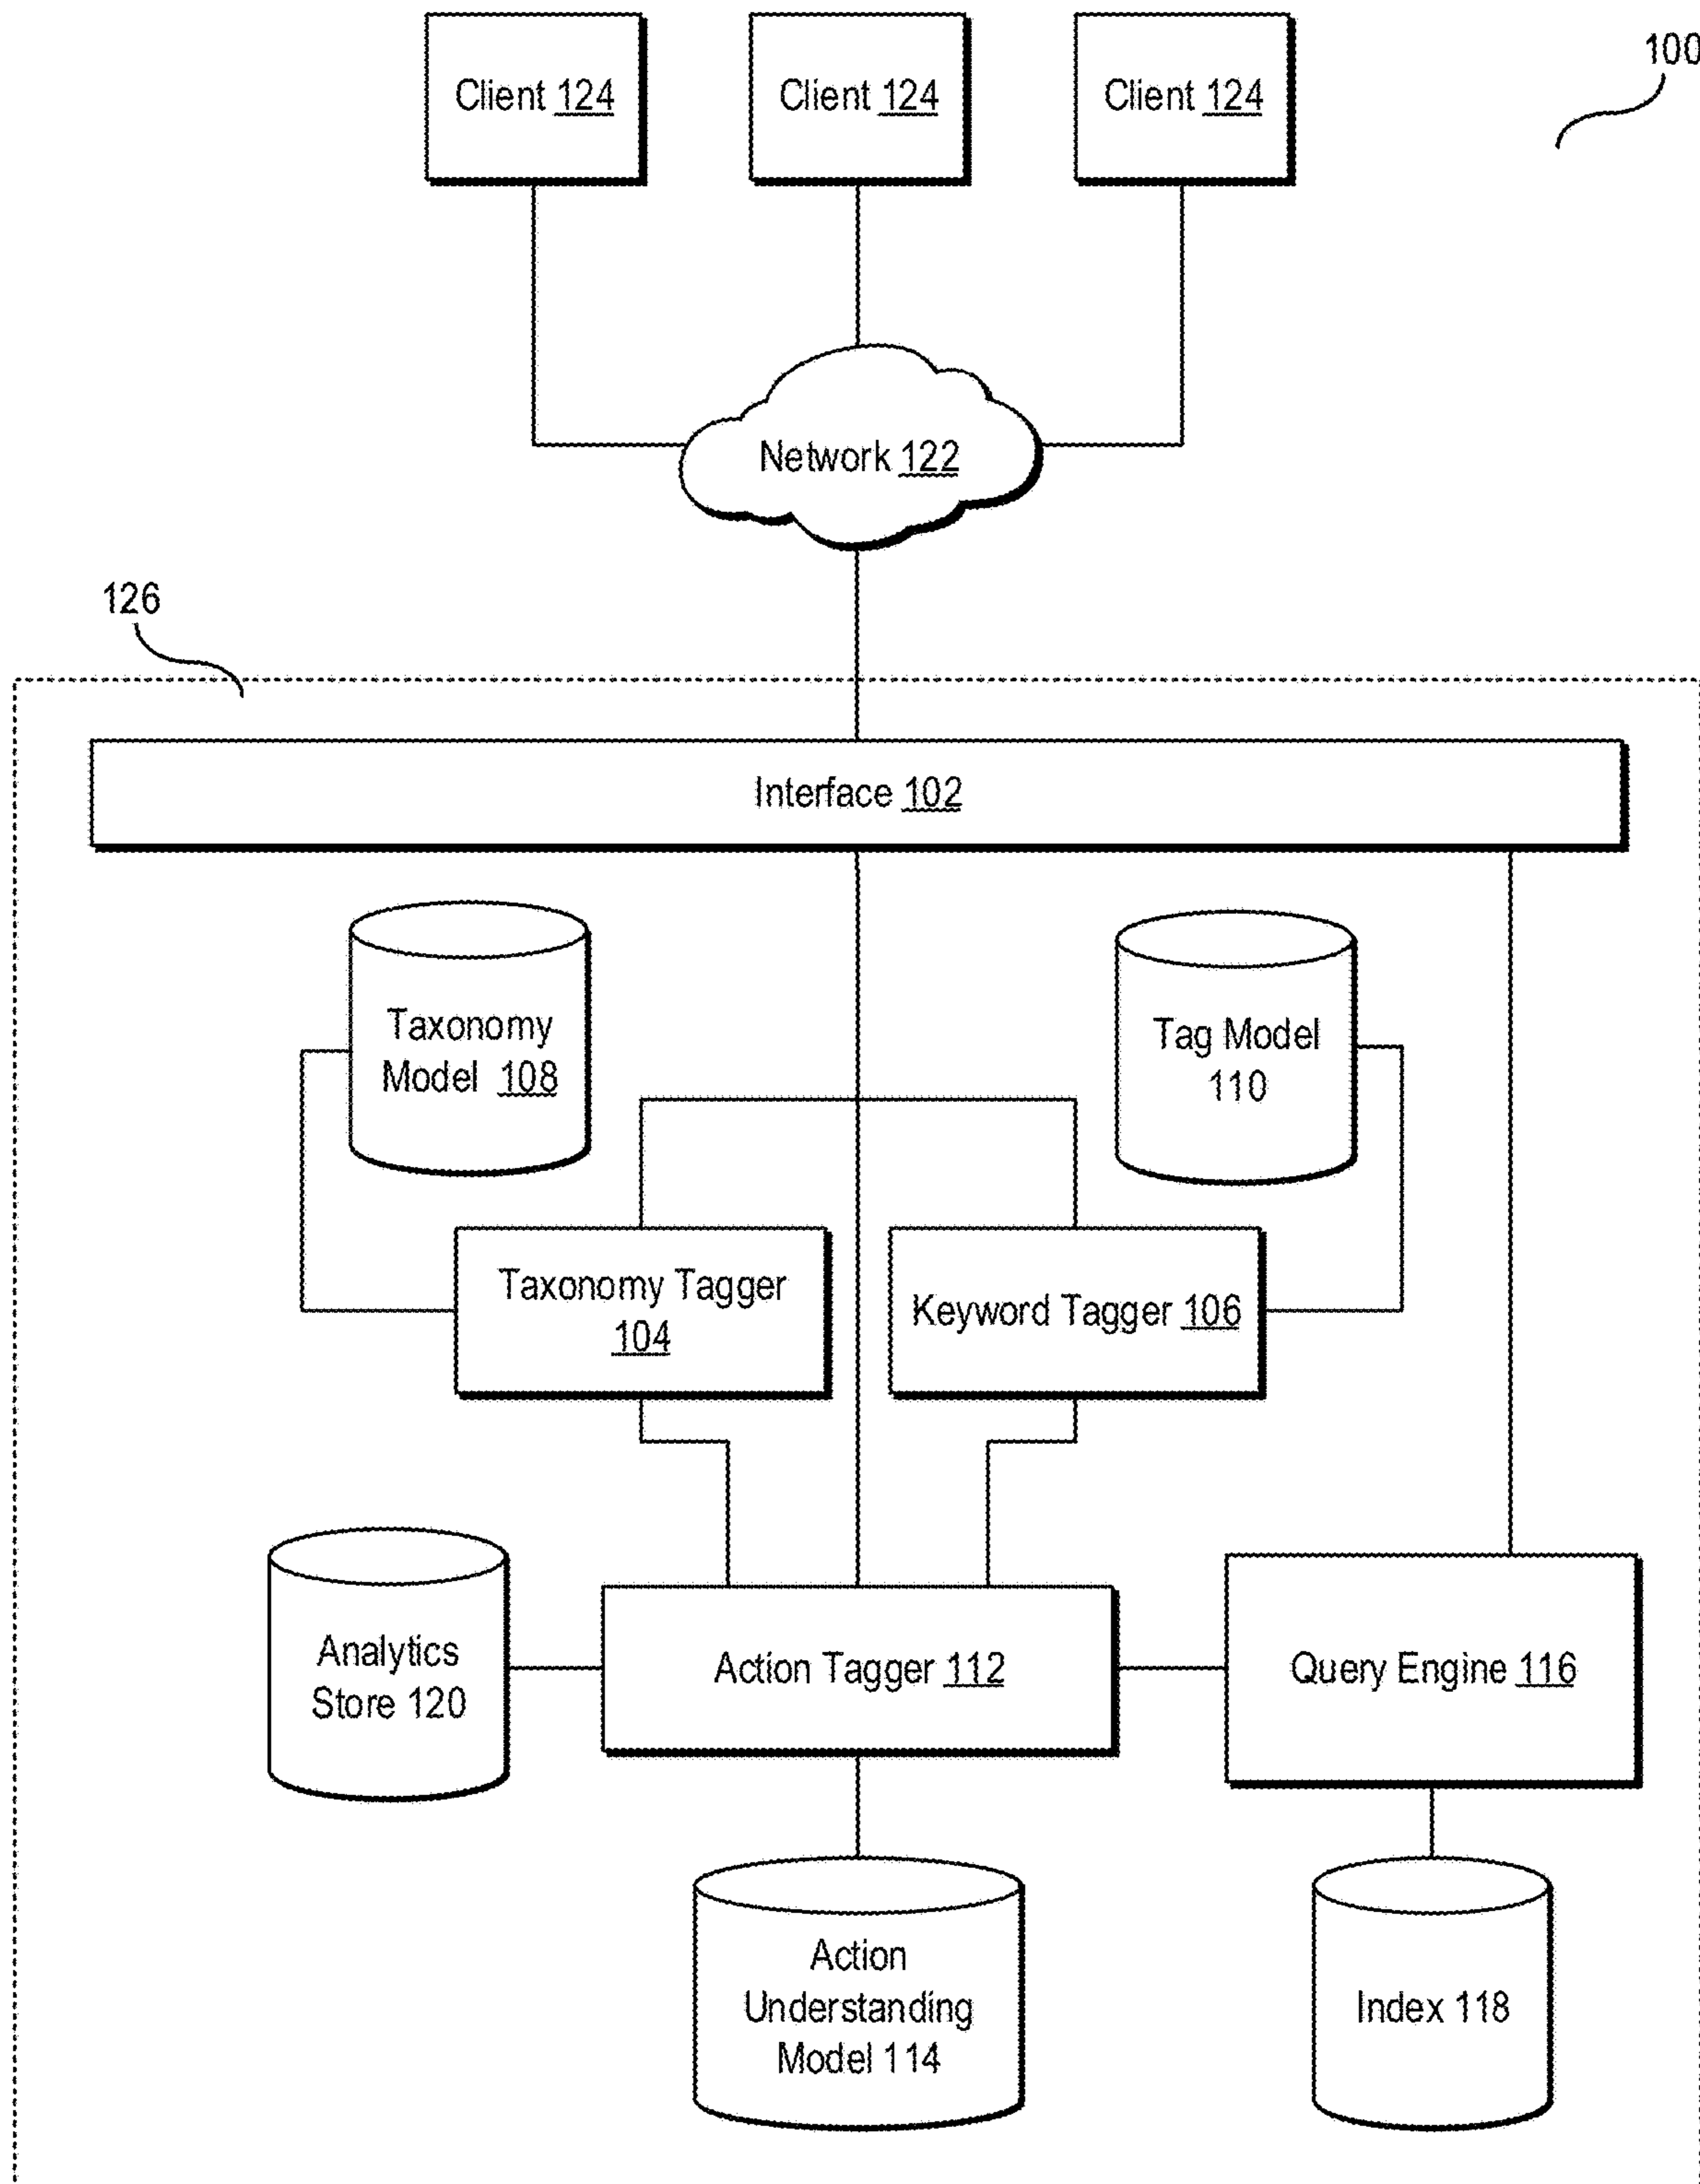 100
Client 124
Client 124
Client 124
Network 122
126
Interface 102
Taxonomy
Model 108
Tag Model
110
Taxonomy Tagger
104
Keyword Tagger 106
Analytics
Store 120
Action Tagger 112
Query Engine 116
Action
Understanding
Model 114
Index 118